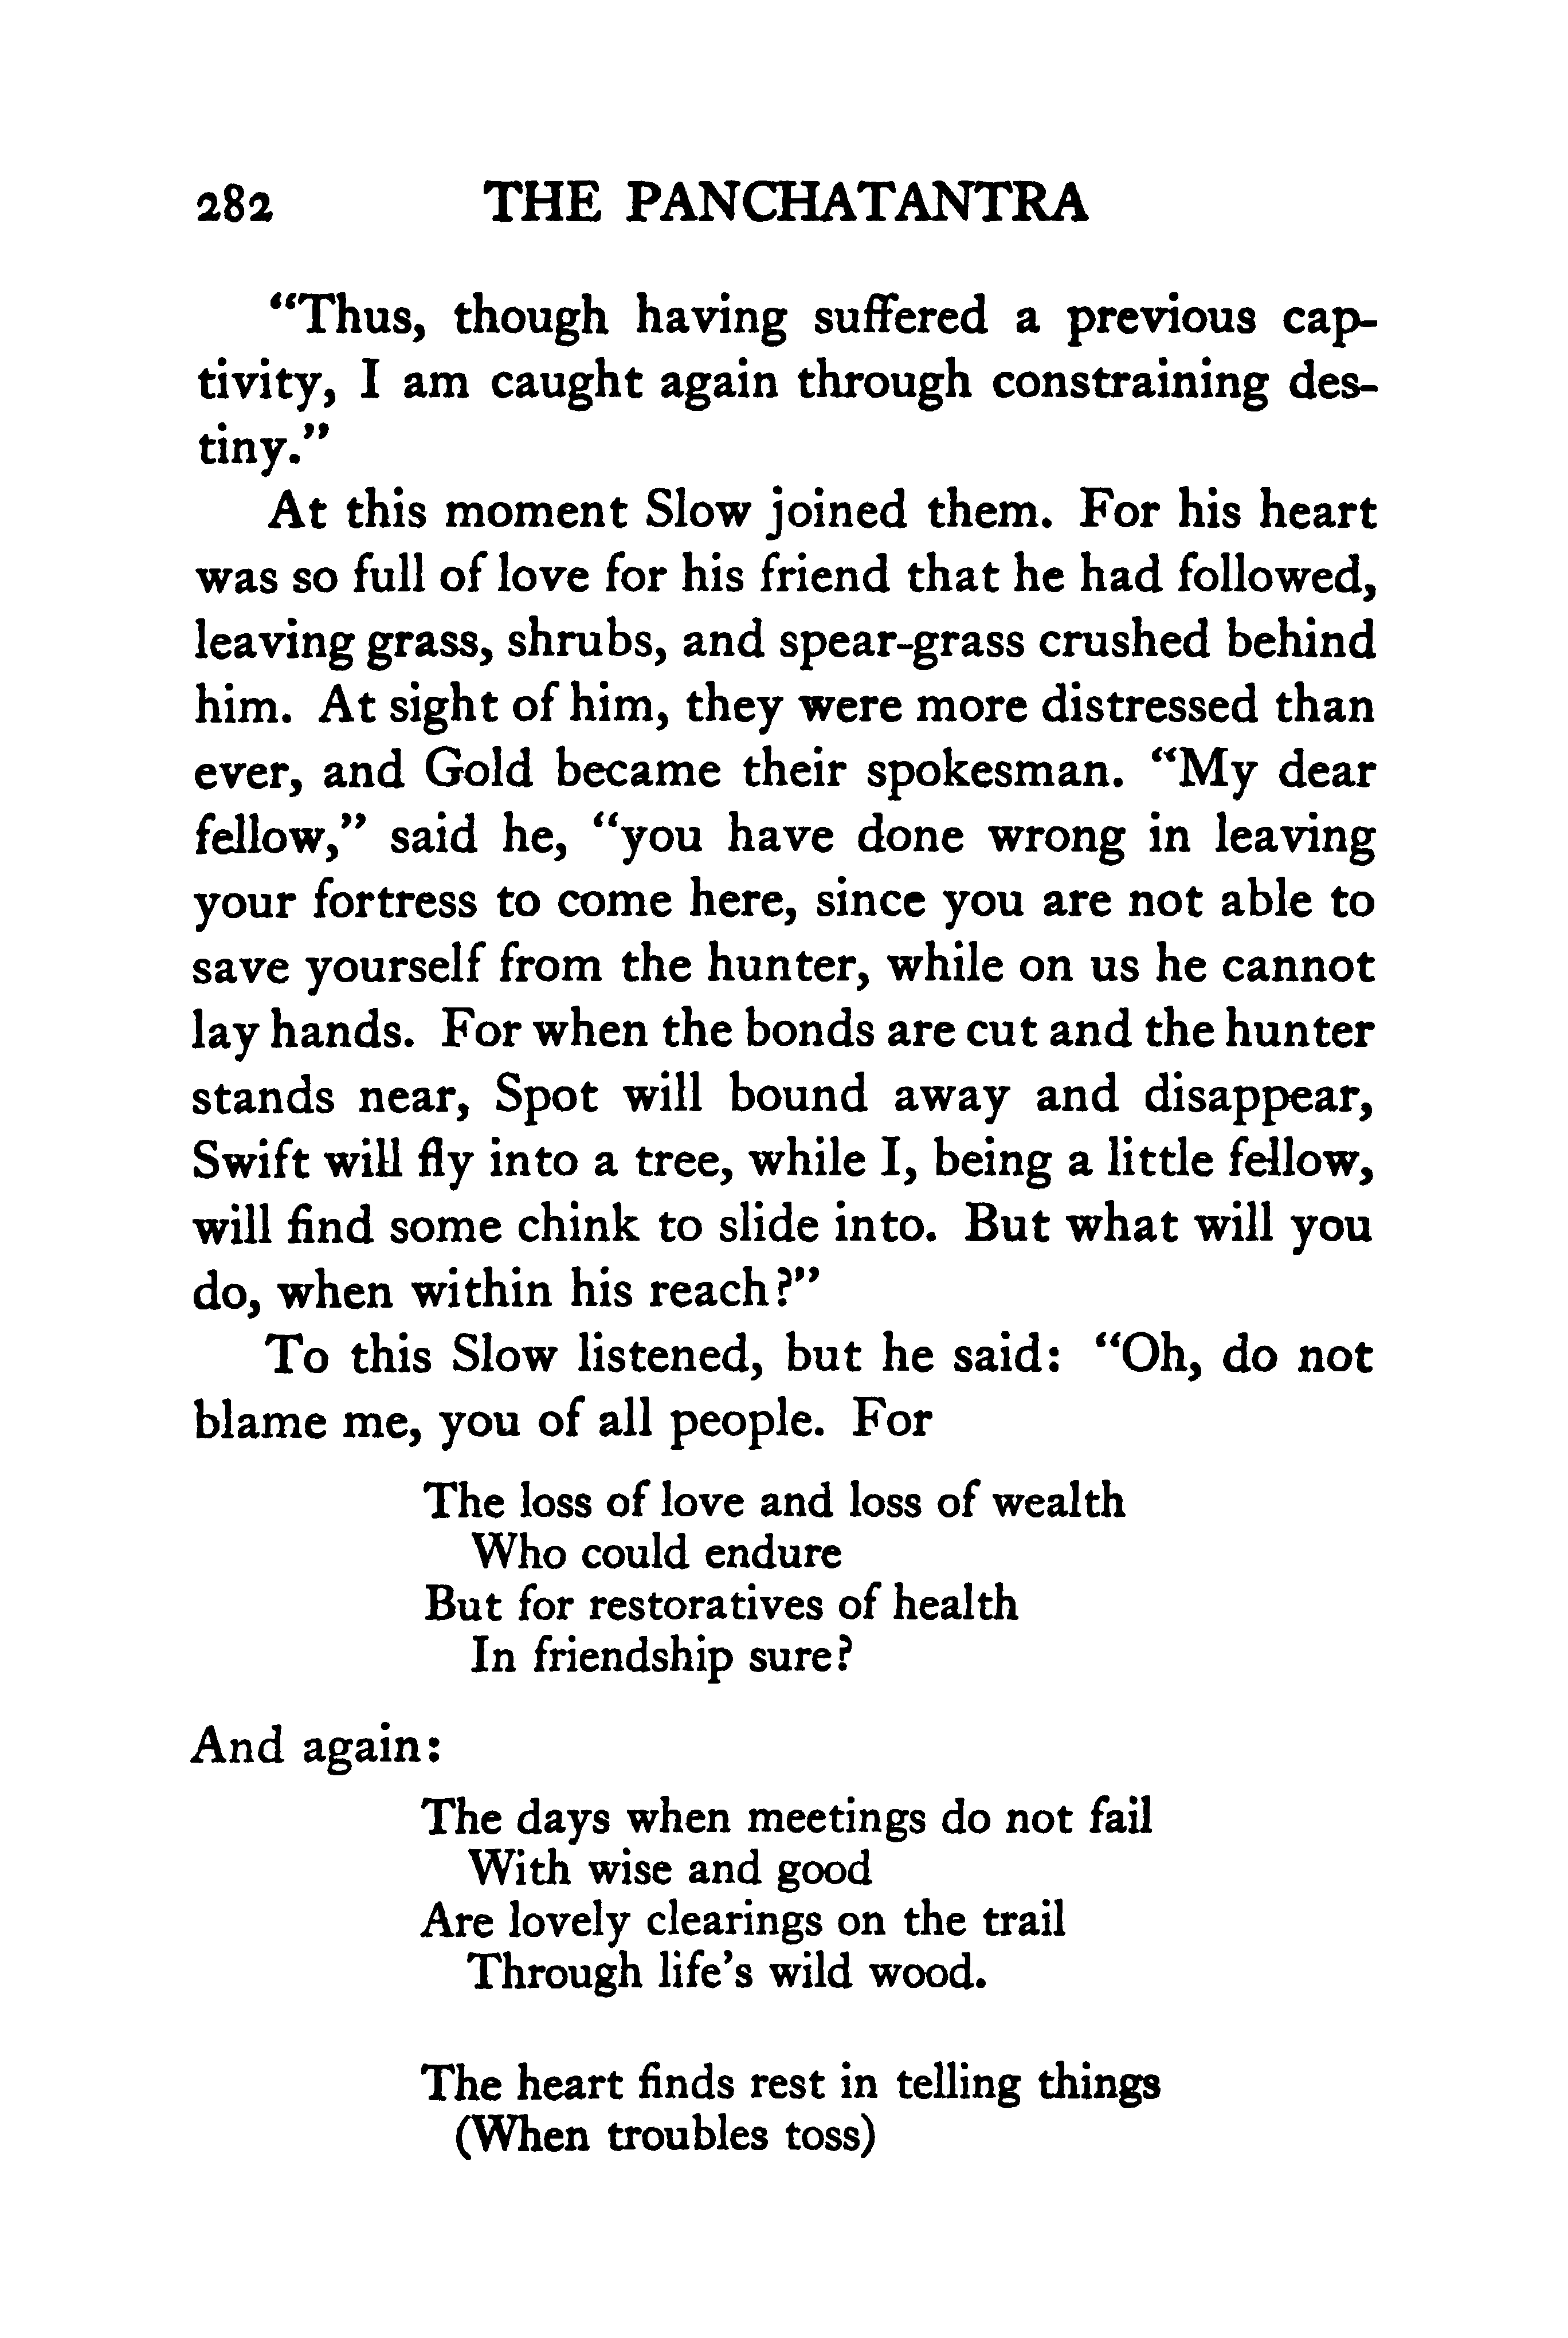 282 THE PANCHATANTRA
"Thus, though having suffered a previous cap-
tivity, I am caught again through constraining des-
tiny."
At this moment Slow joined them. For his heart
was so full of love for his friend that he had followed,
leaving grass, shrubs, and spear-grass crushed behind
him. At sight of him, they were more distressed than
ever, and Gold became their spokesman. "My dear
fellow," said he, "you have done wrong in leaving
your fortress to come here, since you are not able to
save yourself from the hunter, while on us he cannot
lay hands. For when the bonds are cut and the hunter
stands near, Spot will bound away and disappear,
Swift will fly into a tree, while I, being a little fellow,
will find some chink to slide into. But what will you
do, when within his reach?"
To this Slow listened, but he said: "Oh, do not
blame me, you of all people. For
The loss of love and loss of wealth
Who could endure
But for restoratives of health
In friendship sure?
And again:
The days when meetings do not fail
With wise and good
Are lovely clearings on the trail
Through life's wild wood.
The heart finds rest in telling things
(When troubles toss)